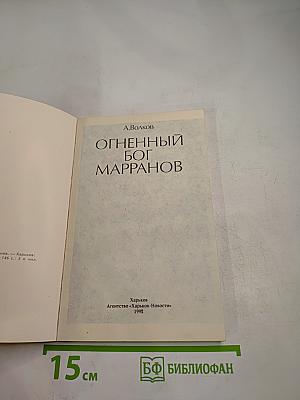 А.Волков
ОГНЕННЫЙ
БОГ
МАРРАНОВ
Харьков
Агентство «Харьков-Новости»
1992
15 см
БФ БИБЛИОФАН